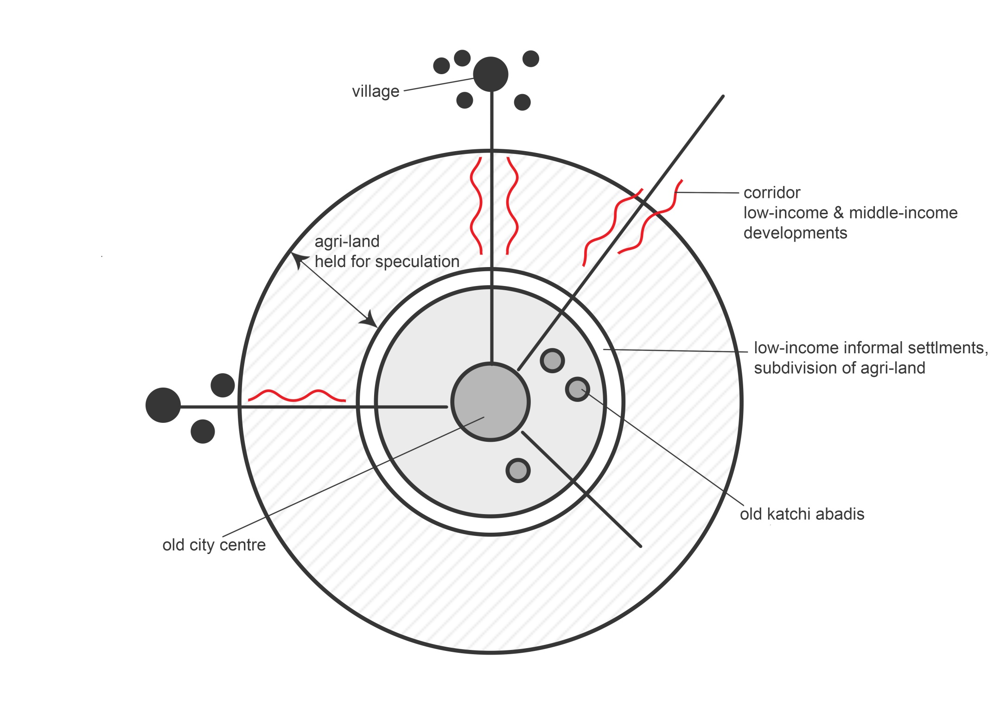 village
corridor
low-income & middle-income
developments
agri-land
held for speculation
low-income informal settlments,
subdivision of agri-land
old katchi abadis
old city centre